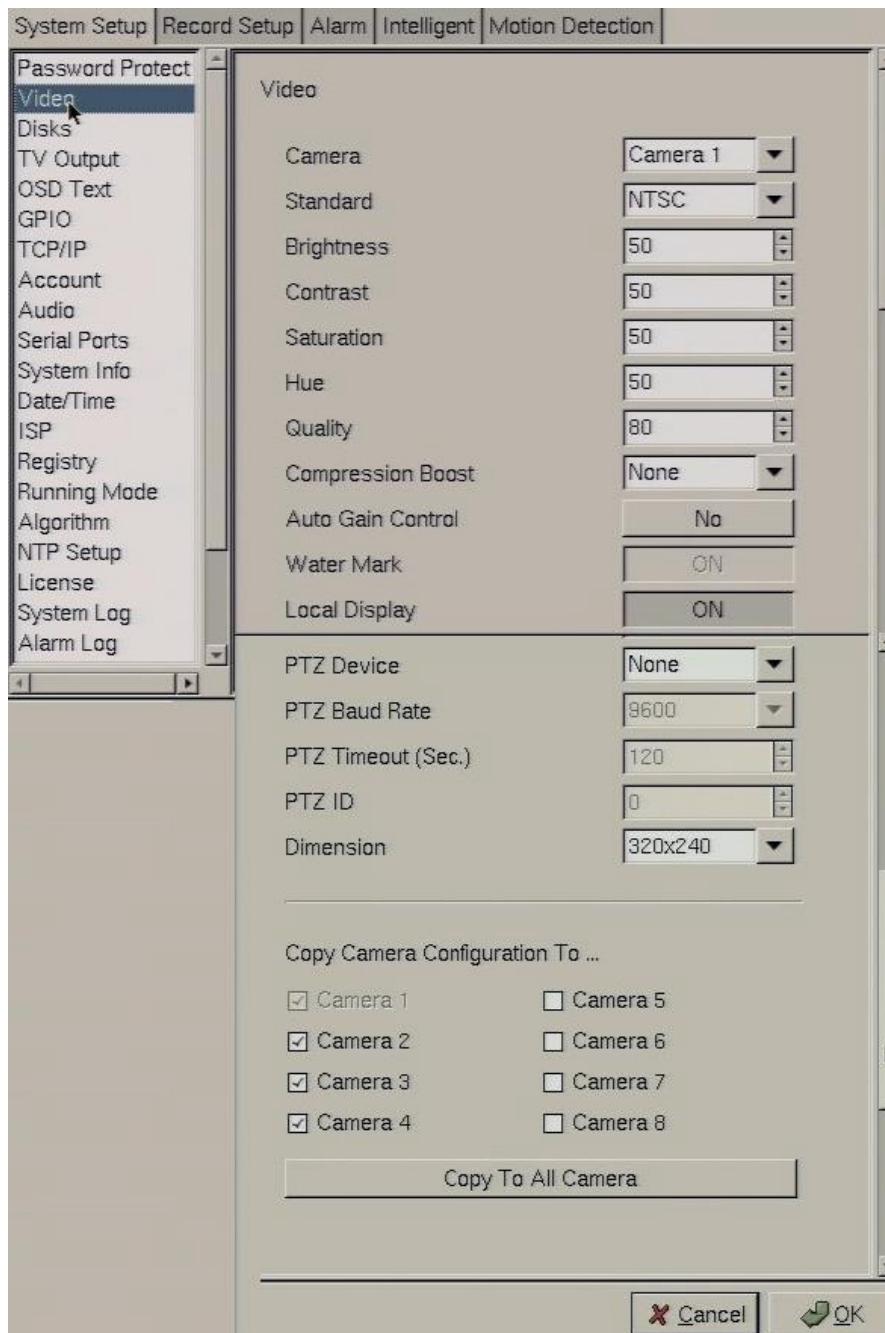 System Setup Record Setup Alarm Intelligent Motion Detection
Password Protect
Video
Disks
TV Output
OSD Text
GPIO
TCP/IP
Account
Audio
Serial Ports
System Info
Date/Time
ISP
Registry
Running Mode
Algorithm
NTP Setup
License
System Log
Alarm Log
Video
Camera Camera 1
Standard NTSC
Brightness 50
Contrast 50
Saturation 50
Hue 50
Quality 80
Compression Boost None
Auto Gain Control No
Water Mark ON
Local Display ON
PTZ Device None
PTZ Baud Rate 9600
PTZ Timeout (Sec.) 120
PTZ ID 0
Dimension 320x240
Copy Camera Configuration To ...
Camera 1 Camera 5
Camera 2 Camera 6
Camera 3 Camera 7
Camera 4 Camera 8
Copy To All Camera
Cancel OK